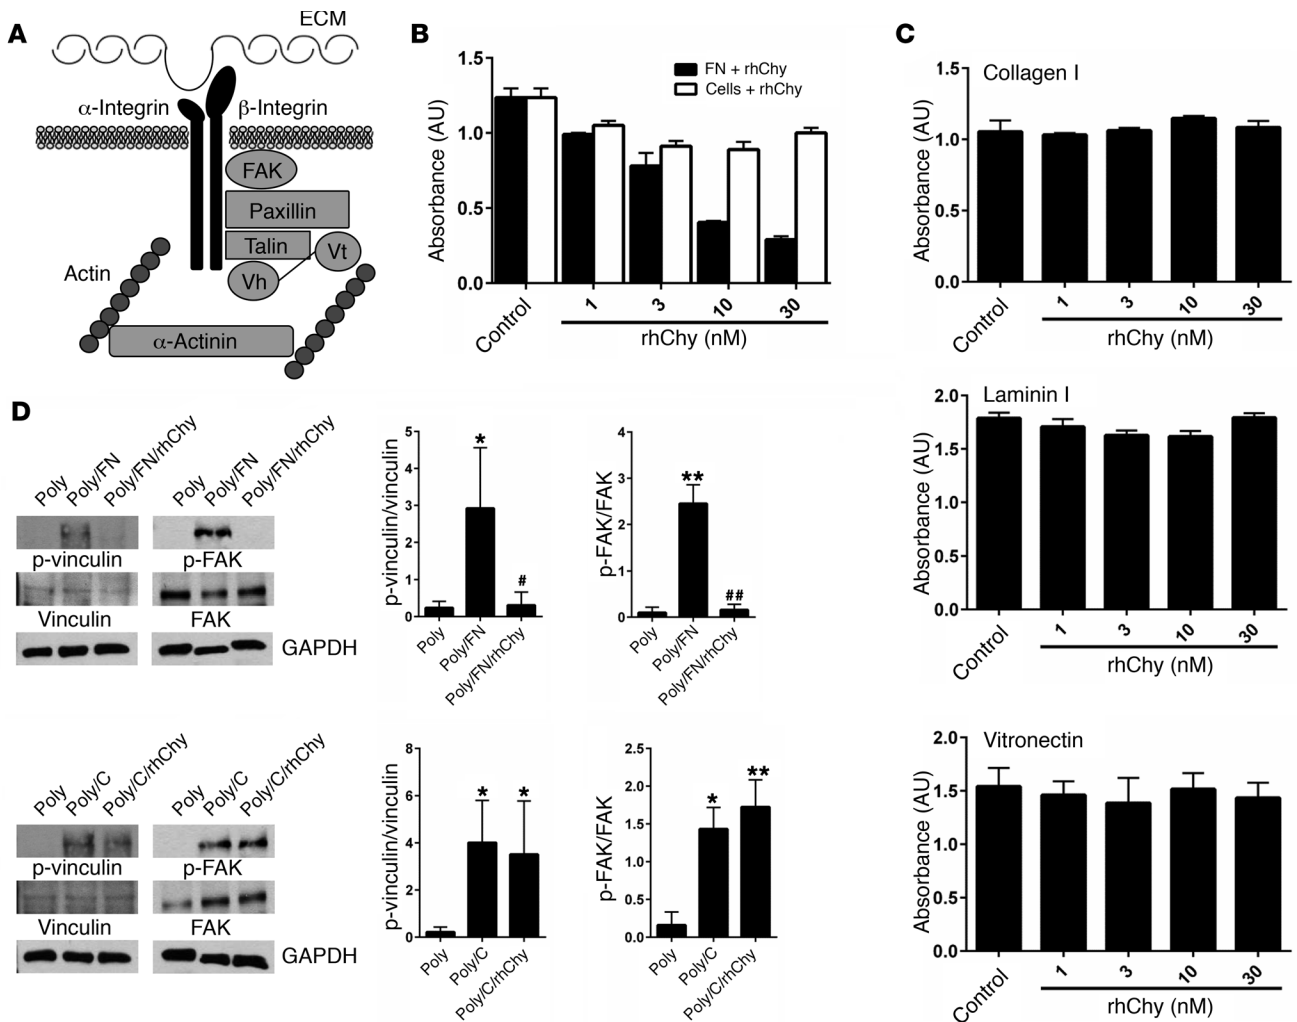 A
ECM
α-Integrin
β-Integrin
FAK
Paxillin
Talin
Vt
Vh
Actin
α-Actinin
B
Absorbance (AU)
1.5
1.0
0.5
0.0
FN + rhChy
Cells + rhChy
Control
1
3
10
30
rhChy (nM)
C
Collagen I
Absorbance (AU)
1.5
1.0
0.5
0.0
Control
1
3
10
30
rhChy (nM)
Laminin I
Absorbance (AU)
2.0
1.5
1.0
0.5
0.0
Control
1
3
10
30
rhChy (nM)
Vitronectin
Absorbance (AU)
2.0
1.5
1.0
0.5
0.0
Control
1
3
10
30
rhChy (nM)
D
Poly
Poly/FN
Poly/FN/rhChy
Poly
Poly/FN
Poly/FN/rhChy
p-vinculin
p-FAK
Vinculin
FAK
GAPDH
p-vinculin/vinculin
5
4
3
2
1
0
*
#
Poly
Poly/FN
Poly/FN/rhChy
p-FAK/FAK
4
3
2
1
0
**
##
Poly
Poly/FN
Poly/FN/rhChy
Poly
Poly/C
Poly/C/rhChy
Poly
Poly/C
Poly/C/rhChy
p-vinculin
p-FAK
Vinculin
FAK
GAPDH
p-vinculin/vinculin
8
6
4
2
0
*
*
Poly
Poly/C
Poly/C/rhChy
p-FAK/FAK
2.5
2.0
1.5
1.0
0.5
0.0
*
**
Poly
Poly/C
Poly/C/rhChy